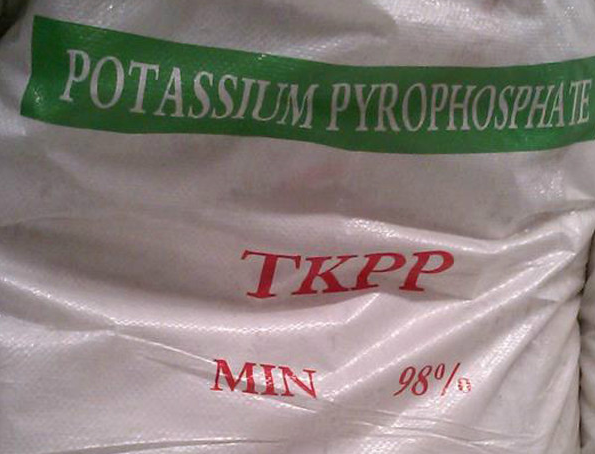 POTASSIUM PYROPHOSPHATE
TKPP
MIN 98%